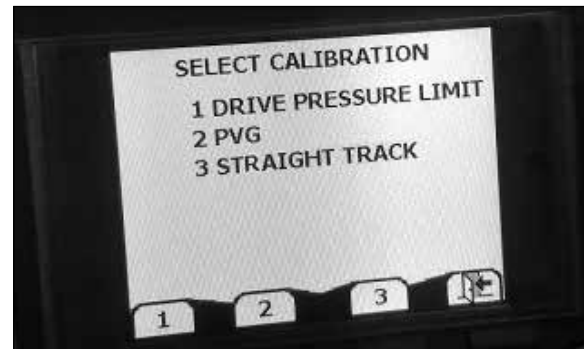 SELECT CALIBRATION
1 DRIVE PRESSURE LIMIT
2 PVG
3 STRAIGHT TRACK
1 2 3